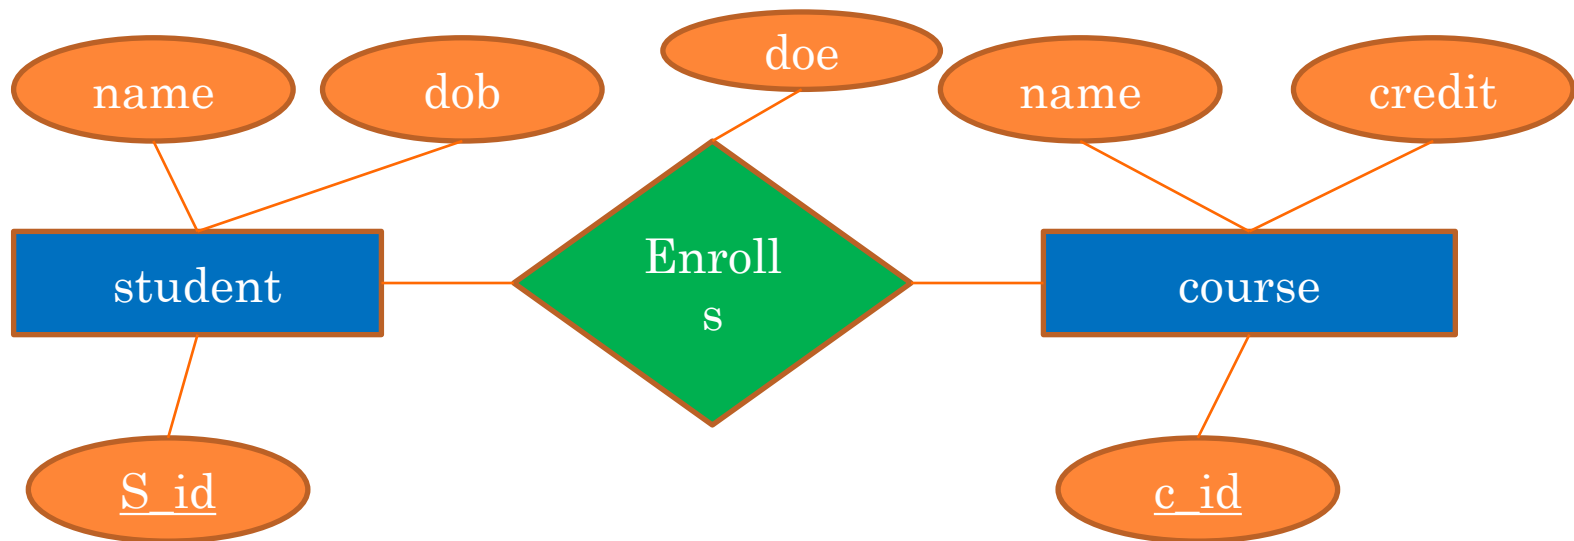 name
dob
doe
name
credit
student
Enroll
s
course
S_id
c_id